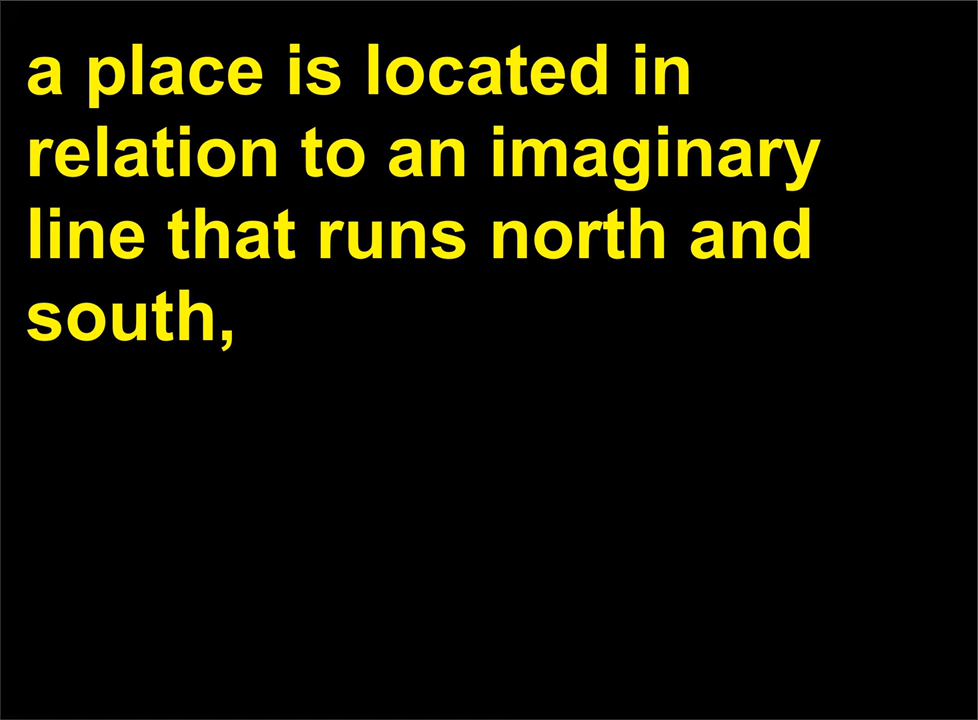 a place is located in
relation to an imaginary
line that runs north and
south,